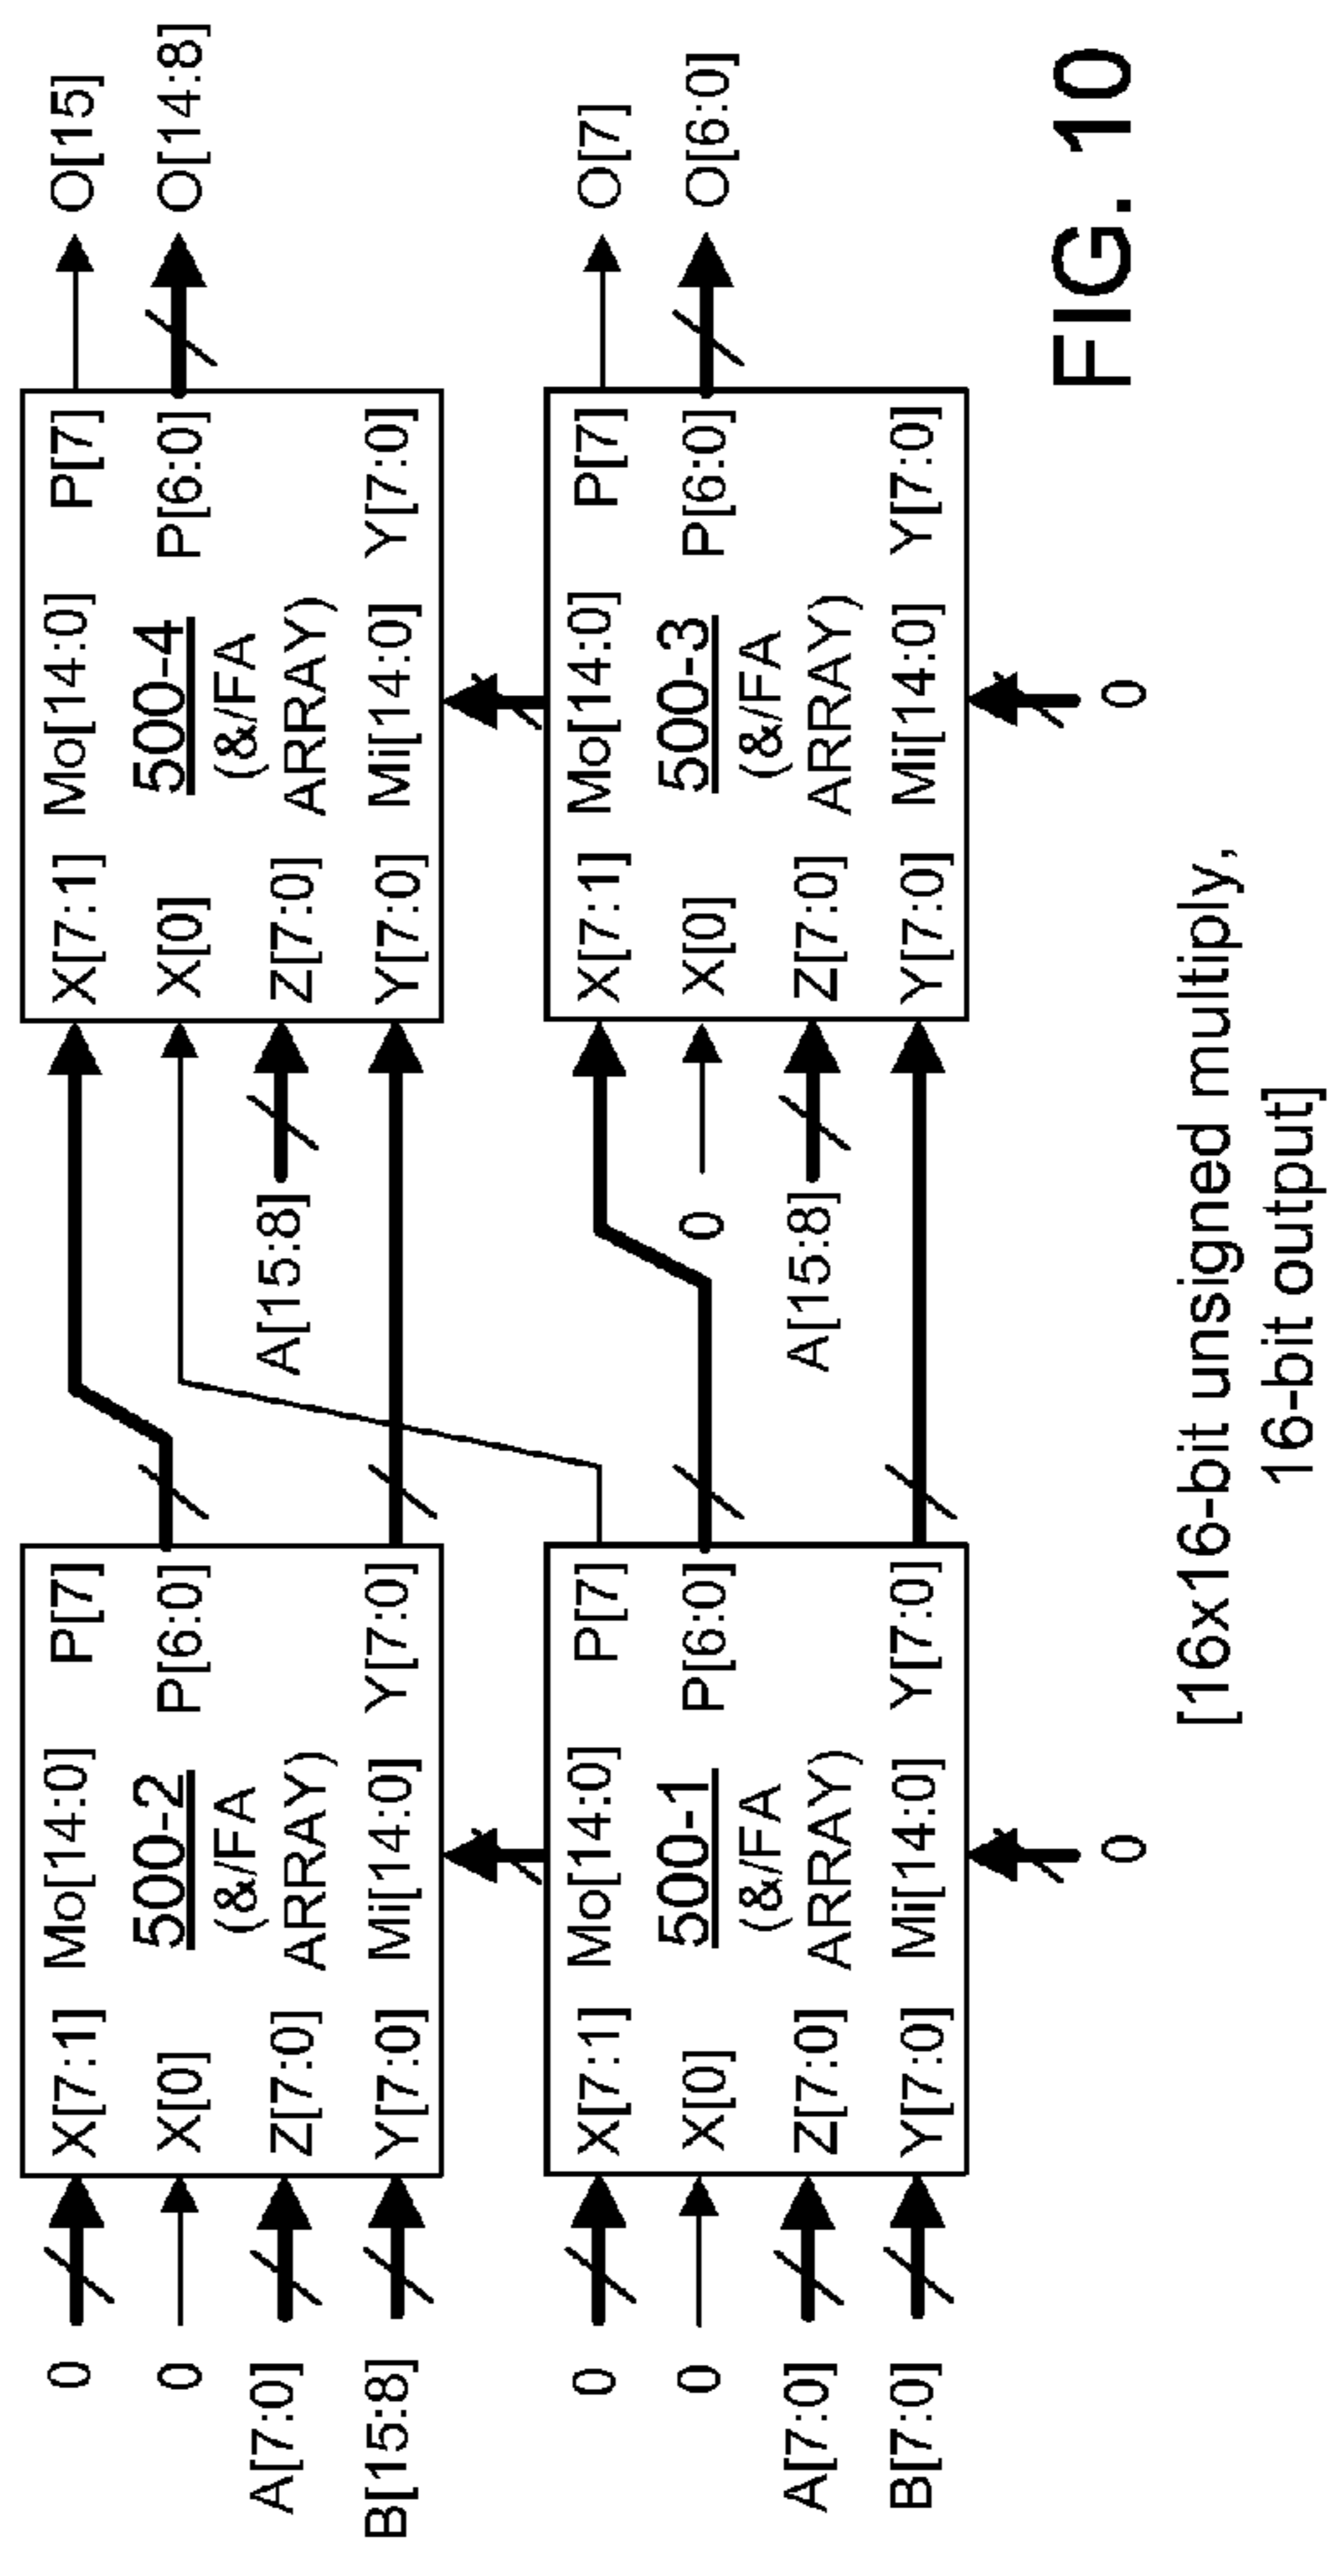 0
0
A[7:0]
B[15:8]
X[7:1]
X[0]
Z[7:0]
Y[7:0]
Mo[14:0]
500-2
(&/FA
ARRAY)
Mi[14:0]
P[7]
P[6:0]
Y[7:0]
A[15:8]
X[7:1]
X[0]
Z[7:0]
Y[7:0]
Mo[14:0]
500-4
(&/FA
ARRAY)
Mi[14:0]
P[7]
P[6:0]
Y[7:0]
O[15]
O[14:8]
0
0
A[7:0]
B[7:0]
X[7:1]
X[0]
Z[7:0]
Y[7:0]
Mo[14:0]
500-1
(&/FA
ARRAY)
Mi[14:0]
P[7]
P[6:0]
Y[7:0]
0
A[15:8]
X[7:1]
X[0]
Z[7:0]
Y[7:0]
Mo[14:0]
500-3
(&/FA
ARRAY)
Mi[14:0]
P[7]
P[6:0]
Y[7:0]
O[7]
O[6:0]
0
0
[16x16-bit unsigned multiply,
16-bit output]
FIG. 10